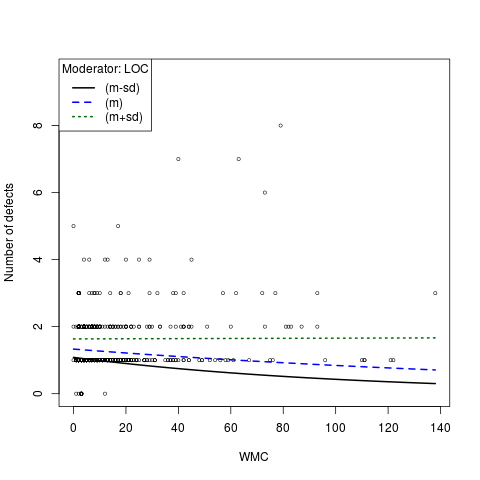 Moderator: LOC
(m-sd)
(m)
(m+sd)
Number of defects
8
6
4
2
0
0 20 40 60 80 100 120 140
WMC